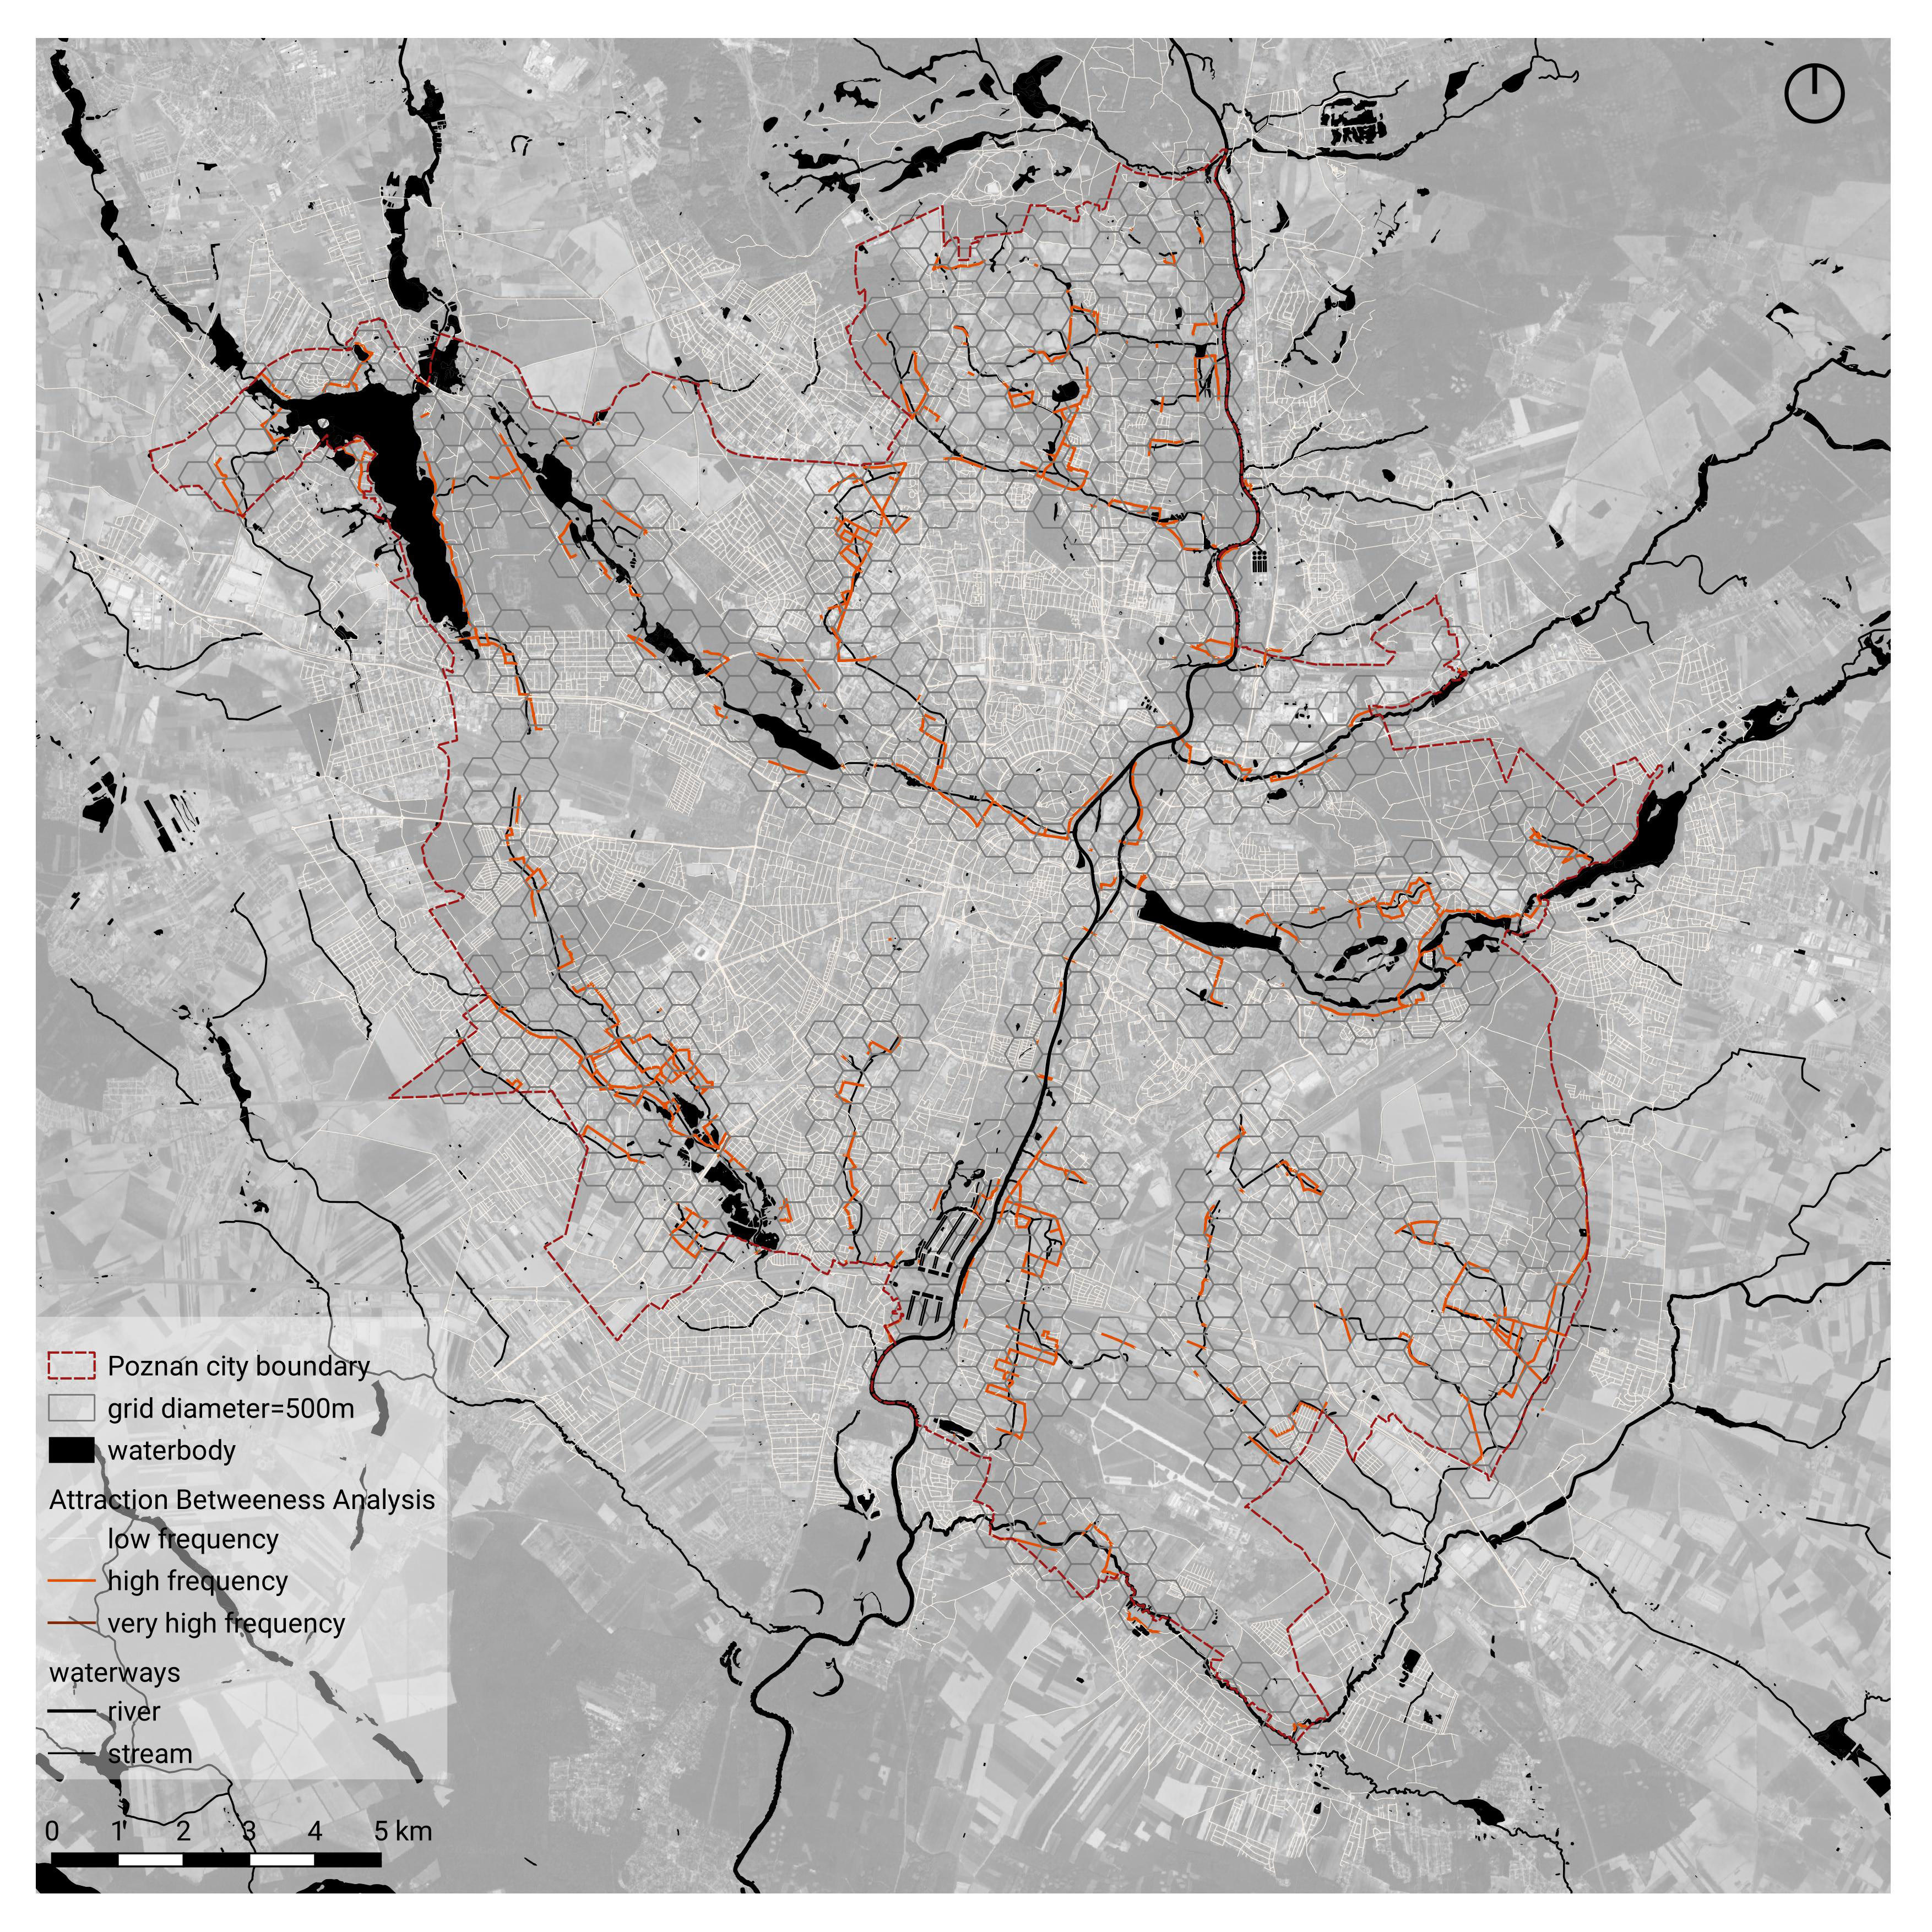 Poznan city boundary
grid diameter=500m
waterbody
Attraction Betweeness Analysis
low frequency
high frequency
very high frequency
waterways
river
stream
0 1 2 3 4 5 km